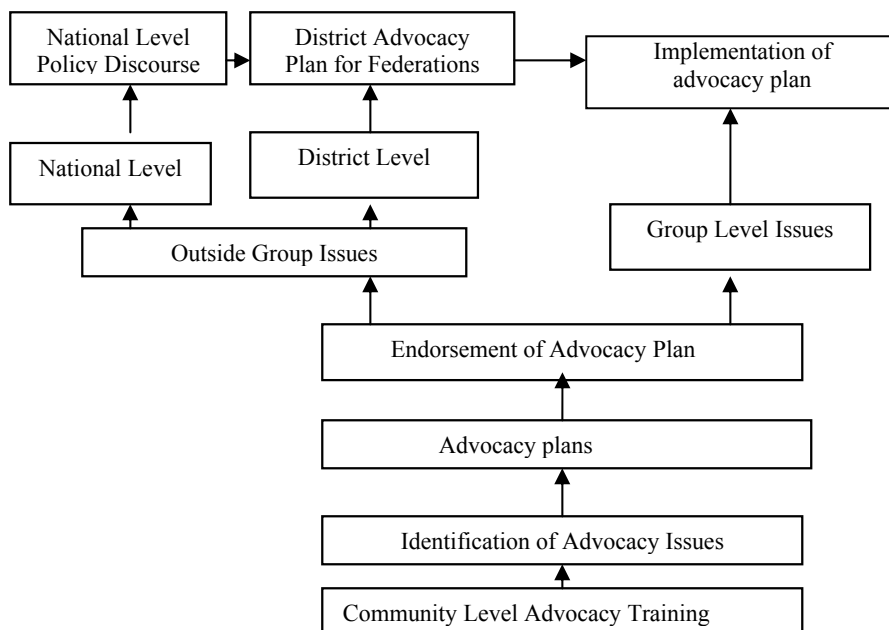 National Level
Policy Discourse
District Advocacy
Plan for Federations
Implementation of
advocacy plan
National Level
District Level
Group Level Issues
Outside Group Issues
Endorsement of Advocacy Plan
Advocacy plans
Identification of Advocacy Issues
Community Level Advocacy Training